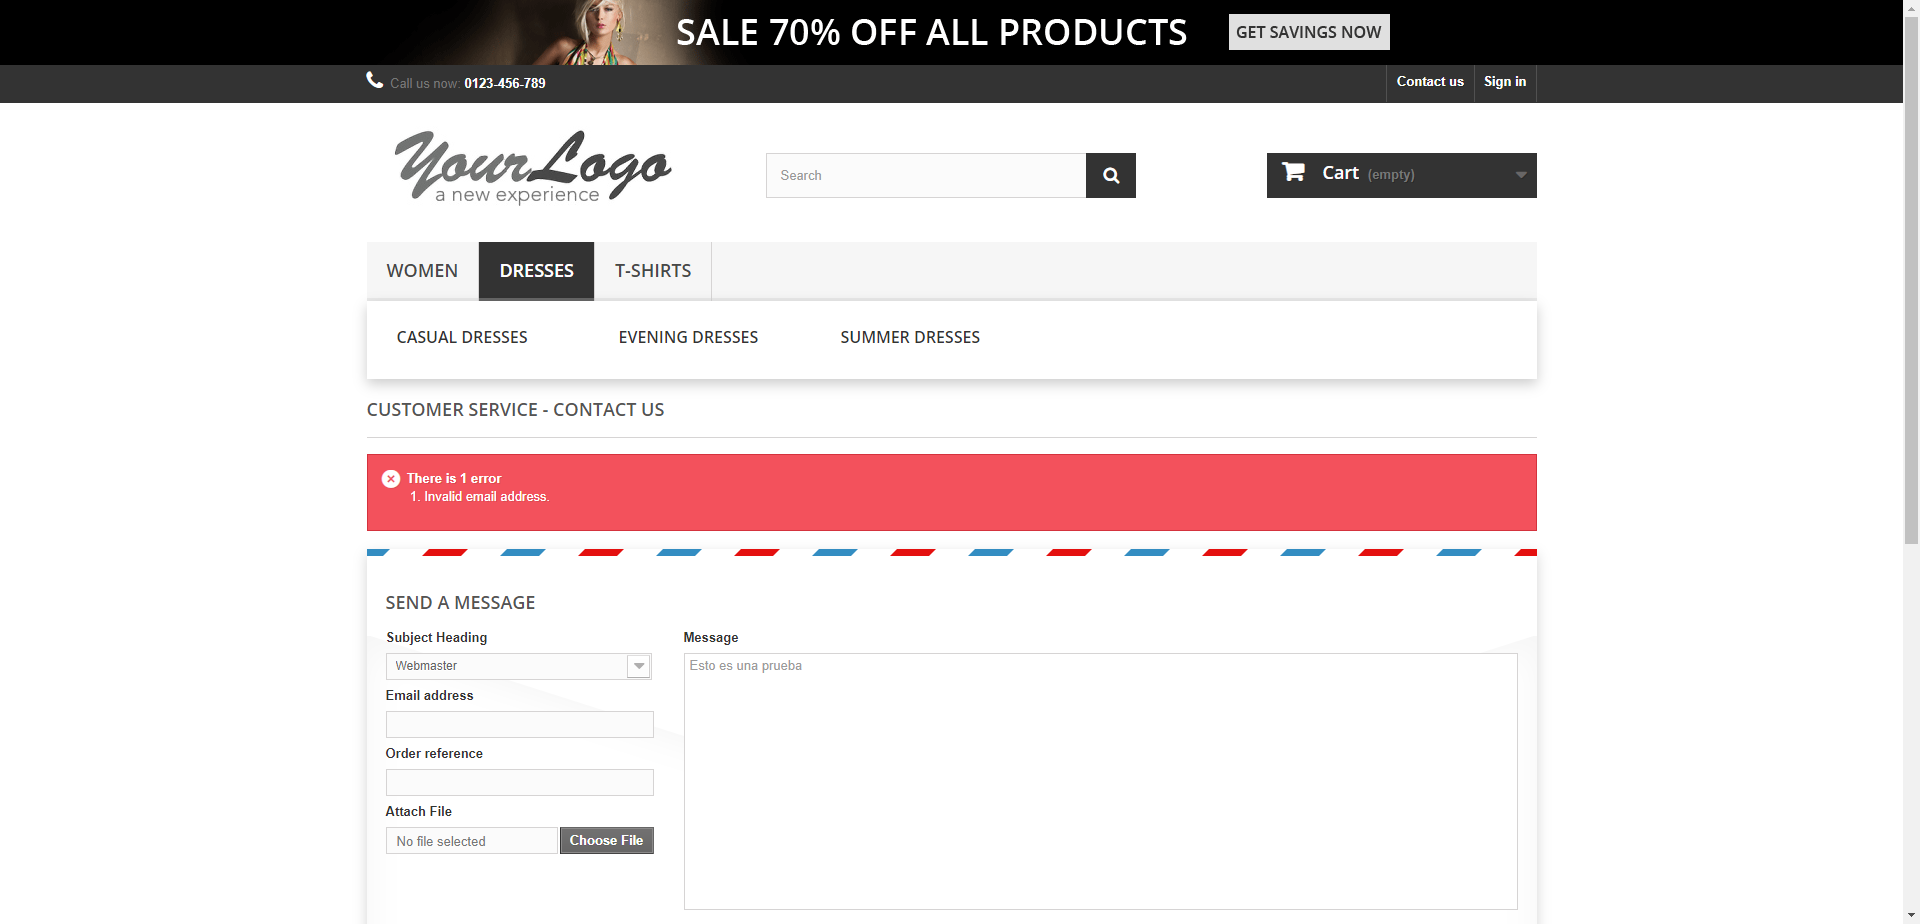 SALE 70% OFF ALL PRODUCTS
GET SAVINGS NOW
Call us now: 0123-456-789
Contact us
Sign in
YourLogo
a new experience
Search
Cart (empty)
WOMEN
DRESSES
T-SHIRTS
CASUAL DRESSES
EVENING DRESSES
SUMMER DRESSES
CUSTOMER SERVICE - CONTACT US
There is 1 error
1. Invalid email address.
SEND A MESSAGE
Subject Heading
Webmaster
Email address
Order reference
Attach File
No file selected
Choose File
Message
Esto es una prueba